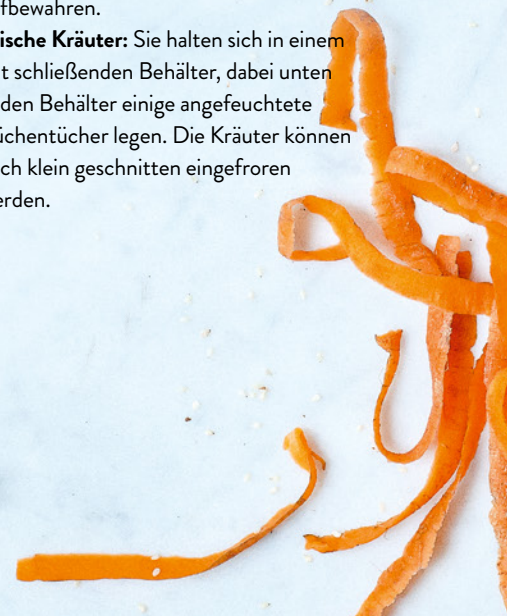 fbewahren.
ische Kräuter: Sie halten sich in einem
t schließenden Behälter, dabei unten
den Behälter einige angefeuchtete
üchentücher legen. Die Kräuter können
ch klein geschnitten eingefroren
erden.